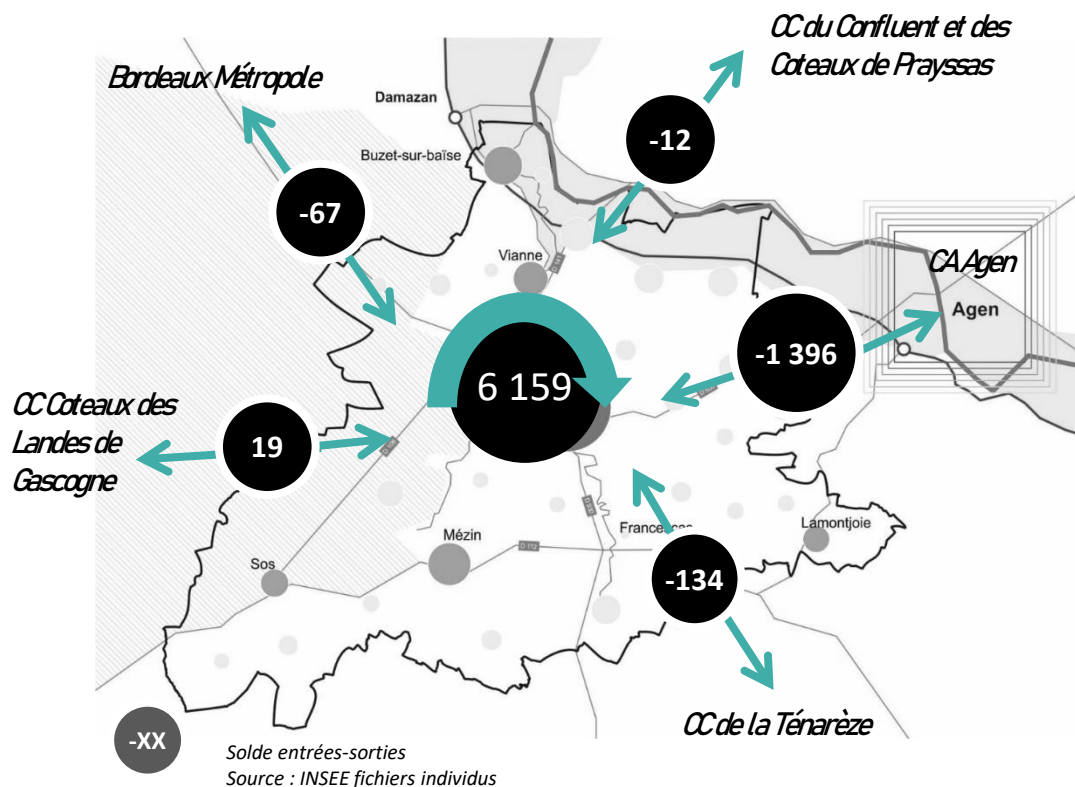 CC du Confluent et des
Coteaux de Prayssas
Bordeaux Métropole
Damazan
-12
Buzet-sur-baïse
-67
Vianne
CA Agen
Agen
-1 396
6 159
CC Coteaux des
Landes de
Gascogne
19
Francescas
Lamontjoie
Mézin
D 112
Sos
-134
CC de la Ténarèze
-XX
Solde entrées-sorties
Source : INSEE fichiers individus